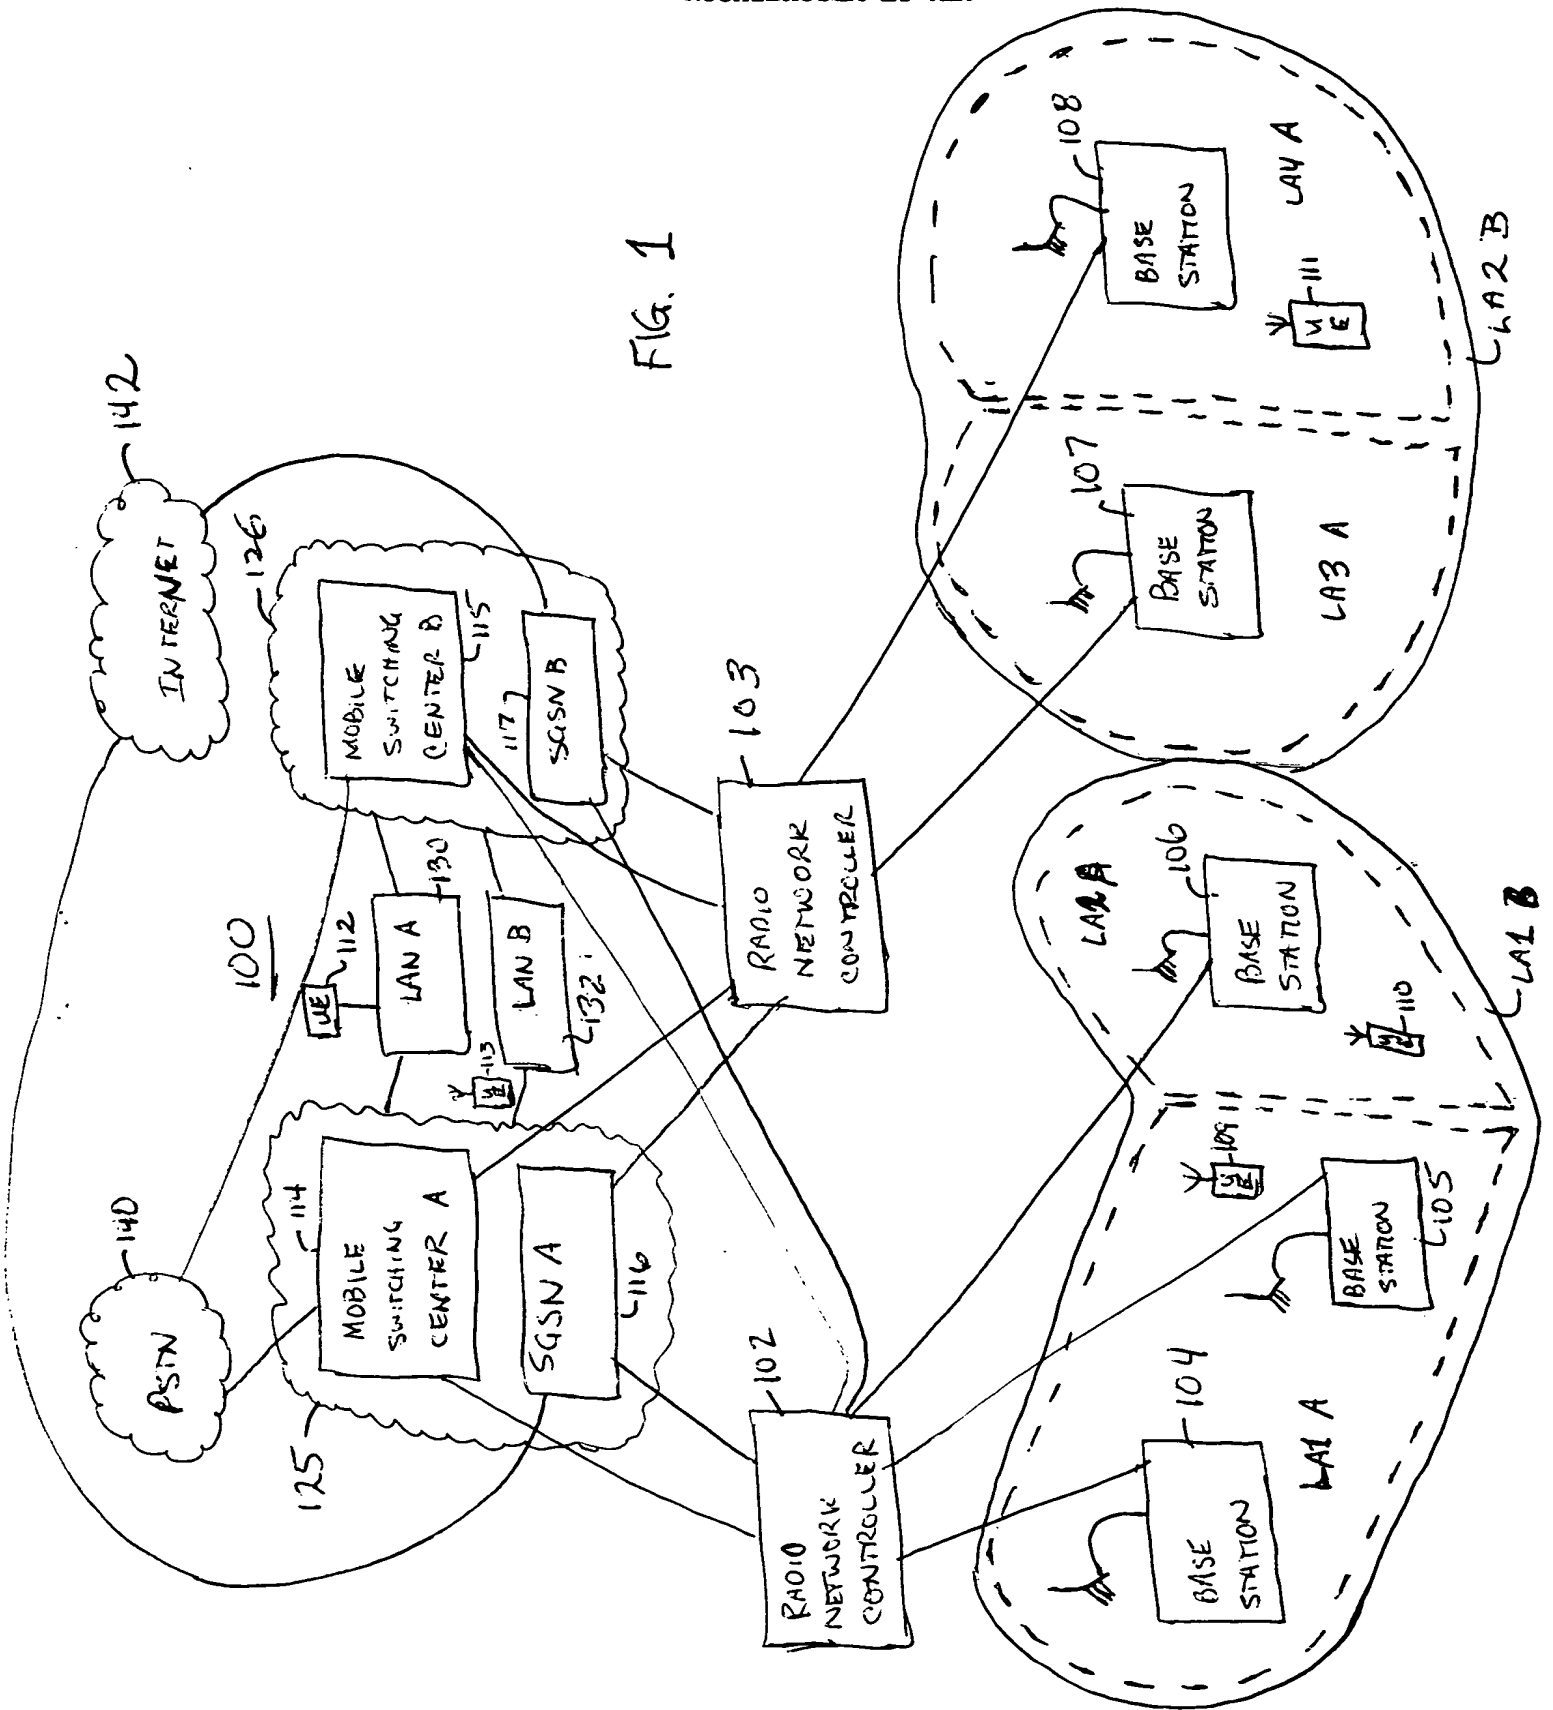 142
INTERNET
126
MOBILE
SWITCHING
CENTER B
115
117
SGSN B
FIG. 1
100
UE
112
LAN A
130
LAN B
132
UE
113
140
PSTN
114
MOBILE
SWITCHING
CENTER A
SGSN A
116
125
103
RADIO
NETWORK
CONTROLLER
102
RADIO
NETWORK
CONTROLLER
108
BASE
STATION
LA4 A
UE
111
LA2 B
107
BASE
STATION
LA3 A
LA2 A
106
BASE
STATION
110
LA1 B
109
BASE
STATION
105
104
BASE
STATION
LA1 A